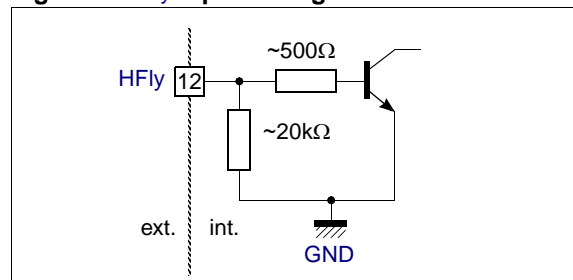 ~500Ω
HFly 12
~20kΩ
ext. int.
GND